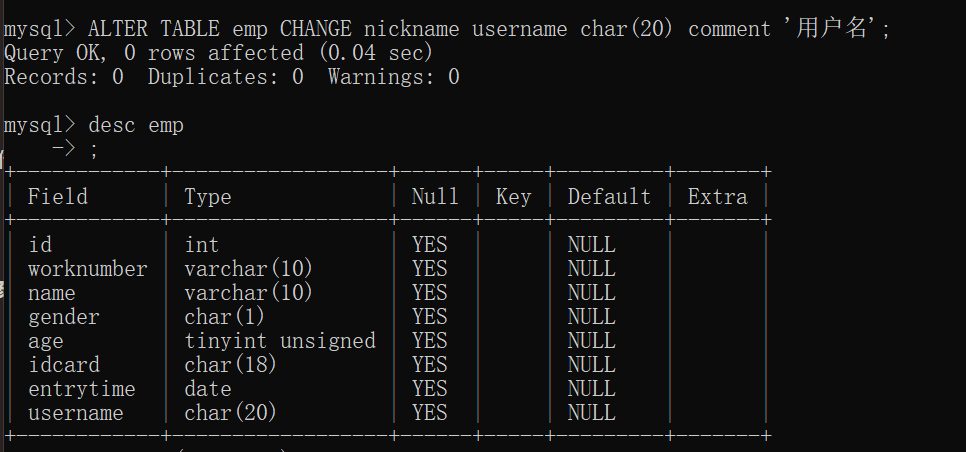 mysql> ALTER TABLE emp CHANGE nickname username char(20) comment '用户名';
Query OK, 0 rows affected (0.04 sec)
Records: 0  Duplicates: 0  Warnings: 0
mysql> desc emp
    -> ;
+------------+------------------+------+-----+---------+-------+
| Field      | Type             | Null | Key | Default | Extra |
+------------+------------------+------+-----+---------+-------+
| id         | int              | YES  |     | NULL    |       |
| worknumber | varchar(10)      | YES  |     | NULL    |       |
| name       | varchar(10)      | YES  |     | NULL    |       |
| gender     | char(1)          | YES  |     | NULL    |       |
| age        | tinyint unsigned | YES  |     | NULL    |       |
| idcard     | char(18)         | YES  |     | NULL    |       |
| entrytime  | date             | YES  |     | NULL    |       |
| username   | char(20)         | YES  |     | NULL    |       |
+------------+------------------+------+-----+---------+-------+